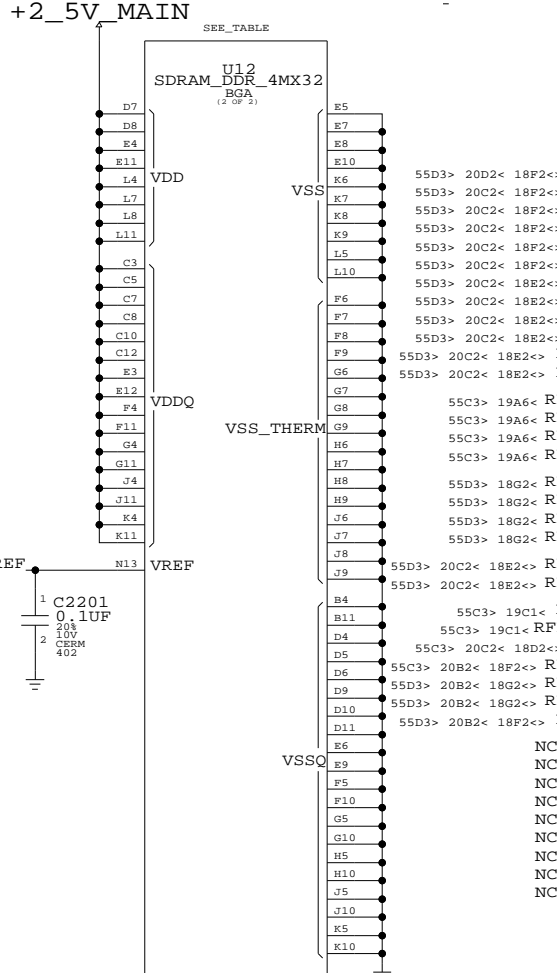 +2_5V_MAIN
SEE_TABLE
U12
SDRAM_DDR_4MX32
BGA
(2 OF 2)
D7
D8
E4
E11
L4
L7
L8
L11
VDD
C3
C5
C7
C8
C10
C12
E3
E12
F4
F11
G4
G11
J4
J11
K4
K11
VDDQ
REF
N13
VREF
1
2
C2201
0.1UF
20%
10V
CERM
402
E5
E7
E8
E10
K6
K7
K8
K9
L5
L10
VSS
F6
F7
F8
F9
G6
G7
G8
G9
H6
H7
H8
H9
J6
J7
J8
J9
VSS_THERM
B4
B11
D4
D5
D6
D9
D10
D11
E6
E9
F5
F10
G5
G10
H5
H10
J5
J10
K5
K10
VSSQ
55D3> 20D2< 18F2<>
55D3> 20C2< 18F2<>
55D3> 20C2< 18F2<>
55D3> 20C2< 18F2<>
55D3> 20C2< 18F2<>
55D3> 20C2< 18F2<>
55D3> 20C2< 18E2<>
55D3> 20C2< 18E2<>
55D3> 20C2< 18E2<>
55D3> 20C2< 18E2<>
55D3> 20C2< 18E2<>
55D3> 20C2< 18E2<>
55C3> 19A6< R
55C3> 19A6< R
55C3> 19A6< R
55C3> 19A6< R
55D3> 18G2< R
55D3> 18G2< R
55D3> 18G2< R
55D3> 18G2< R
55D3> 20C2< 18E2<> R
55D3> 20C2< 18E2<> R
55C3> 19C1<
55C3> 19C1< RF
55C3> 20C2< 18D2<>
55C3> 20B2< 18F2<> R
55D3> 20B2< 18G2<> R
55D3> 20B2< 18G2<> R
55D3> 20B2< 18F2<>
NC
NC
NC
NC
NC
NC
NC
NC
NC